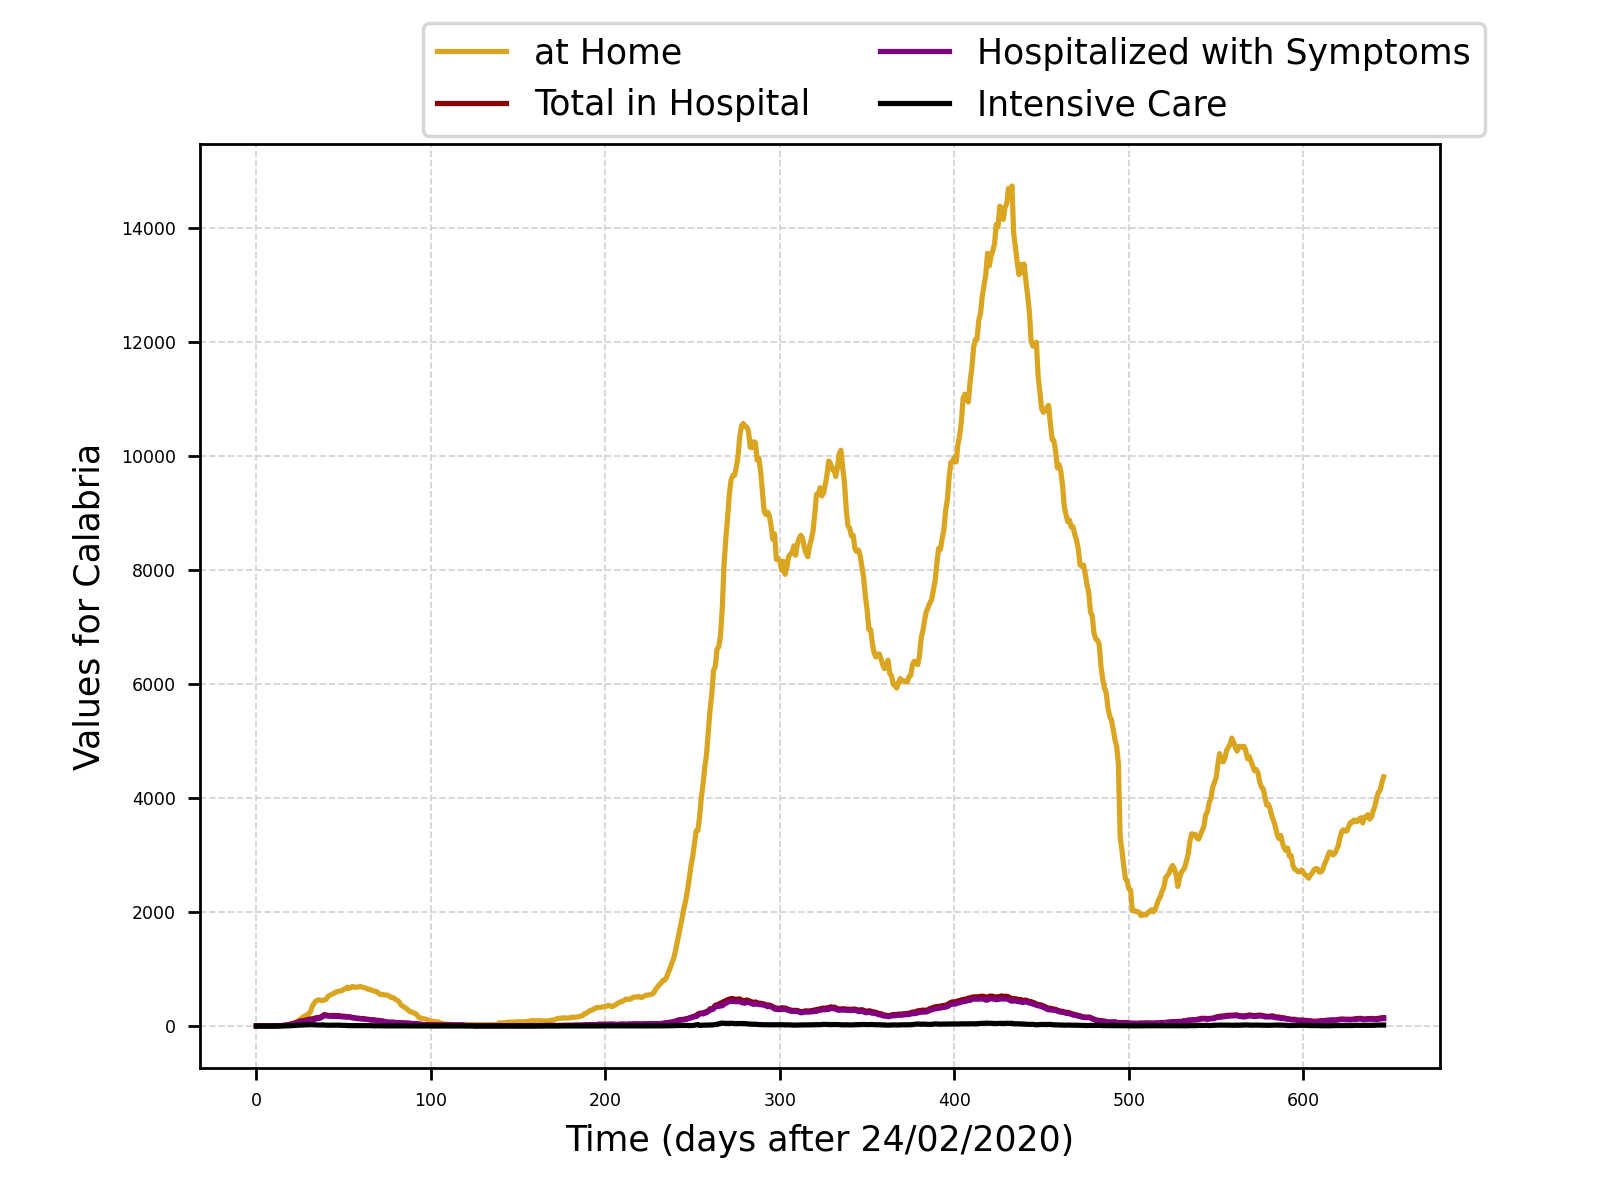 at Home
Total in Hospital
Hospitalized with Symptoms
Intensive Care
Values for Calabria
14000
12000
10000
8000
6000
4000
2000
0
0 100 200 300 400 500 600
Time (days after 24/02/2020)